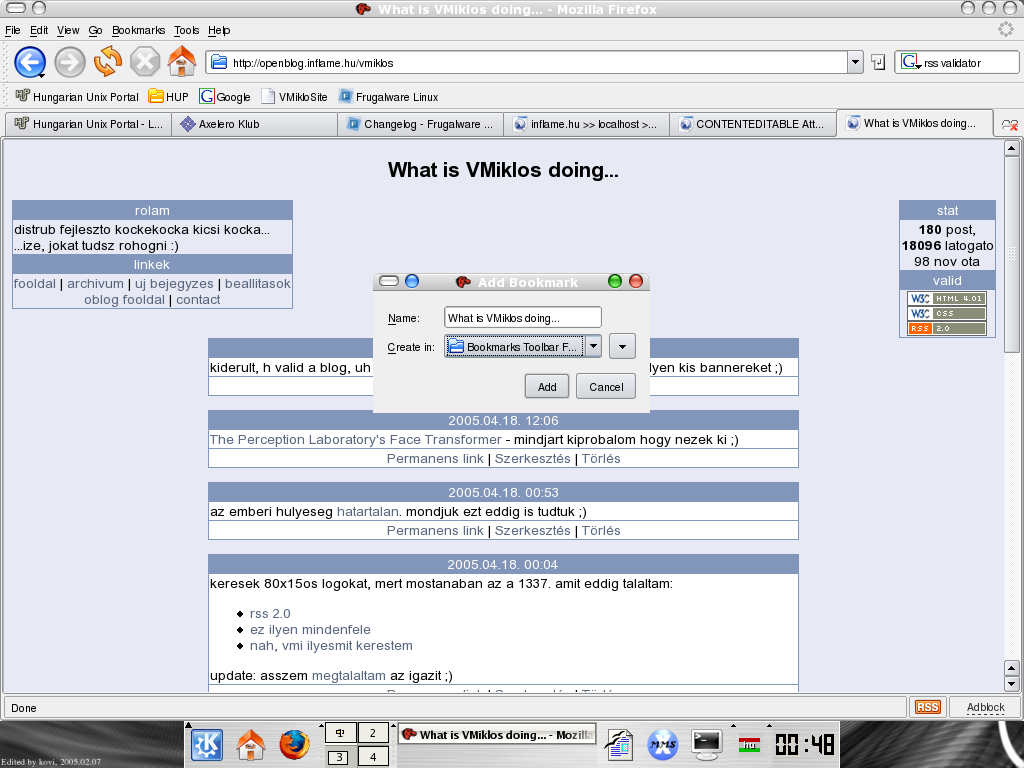 What is VMiklos doing... - Mozilla Firefox
File Edit View Go Bookmarks Tools Help
http://openblog.inflame.hu/vmiklos
G rss validator
Hungarian Unix Portal HUP Google VMikloSite Frugalware Linux
Hungarian Unix Portal - L... Axelero Klub Changelog - Frugalware ... inflame.hu >> localhost >... CONTENTEDITABLE Att... What is VMiklos doing...
What is VMiklos doing...
rolam
distrub fejleszto kockekocka kicsi kocka...
...ize, jokat tudsz rohogni :)
linkek
fooldal | archivum | uj bejegyzes | beallitasok
oblog fooldal | contact
stat
180 post,
18096 latogato
98 nov ota
valid
W3C HTML 4.01
W3C CSS
RSS 2.0
Add Bookmark
Name: What is VMiklos doing...
Create in: Bookmarks Toolbar F...
Add Cancel
kiderult, h valid a blog, uh
lyen kis bannereket ;)
2005.04.18. 12:06
The Perception Laboratory's Face Transformer - mindjart kiprobalom hogy nezek ki ;)
Permanens link | Szerkesztés | Törlés
2005.04.18. 00:53
az emberi hulyeseg hatartalan. mondjuk ezt eddig is tudtuk ;)
Permanens link | Szerkesztés | Törlés
2005.04.18. 00:04
keresek 80x15os logokat, mert mostanaban az a 1337. amit eddig talaltam:
rss 2.0
ez ilyen mindenfele
nah, vmi ilyesmit kerestem
update: asszem megtalaltam az igazit ;)
Permanens link | Szerkesztés | Törlés
Done RSS Adblock
2
3 4
What is VMiklos doing... - Mozilla
MMS
hu
00:48
Edited by kovi, 2005.02.07